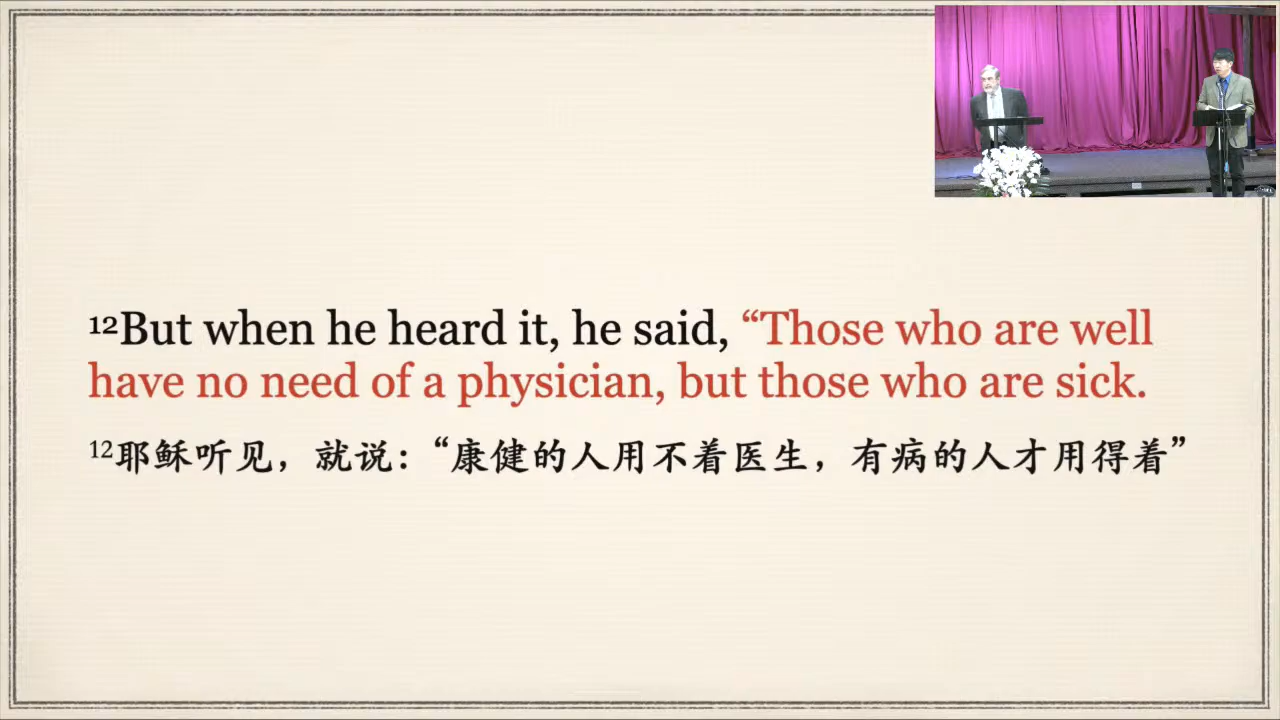 ¹²But when he heard it, he said, “Those who are well
have no need of a physician, but those who are sick.
¹²耶稣听见，就说：“康健的人用不着医生，有病的人才用得着”